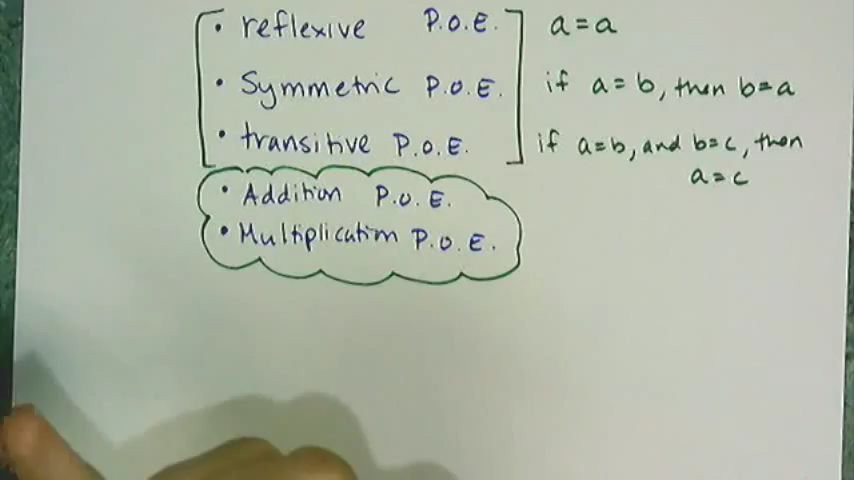 • reflexive P.O.E. a = a
• Symmetric P.O.E. if a = b, then b = a
• transitive P.O.E. if a = b, and b = c, then
a = c
• Addition P.O.E.
• Multiplication P.O.E.